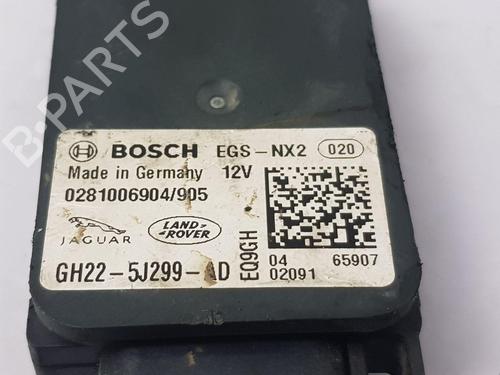 B-PARTS
BOSCH EGS-NX2 020
Made in Germany 12V
0281006904/905
JAGUAR
LAND-
ROVER
EQ9GH
04 65907
02091
GH22-5J299-AD